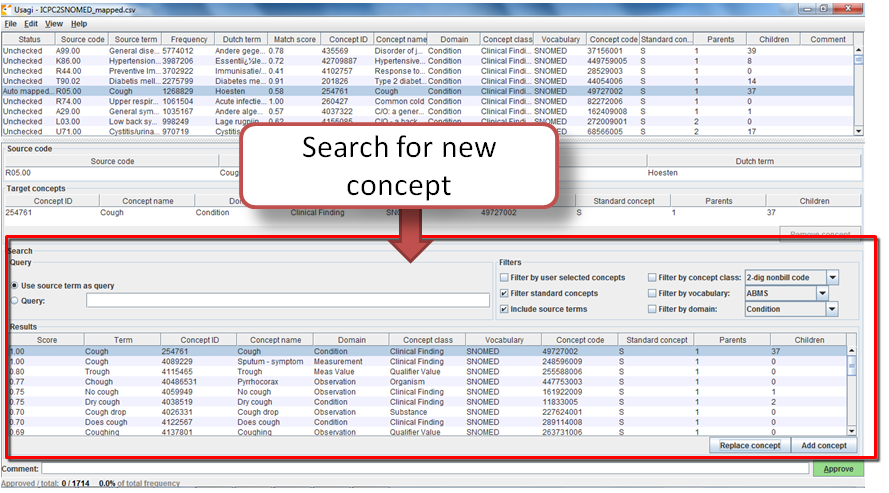 Usagi - ICPC2SNOMED_mapped.csv
File Edit View Help
Status Source code Source term Frequency Dutch term Match score Concept ID Concept name Domain Concept class Vocabulary Concept code Standard con... Parents Children Comment
Unchecked A99.00 General dise... 5774012 Andere gege... 0.78 435569 Disorder of j... Condition Clinical Findi... SNOMED 37156001 S 1 39
Unchecked K86.00 Hypertension... 3987206 0.72 42709887 Hypertensive... Condition Clinical Findi... SNOMED 449759005 S 1 8
Unchecked R44.00 Preventive Im... 3702922 Immunisatie/... 0.41 4102757 Response to... Condition Clinical Findi... SNOMED 28529003 S 1 0
Unchecked T90.02 Diabetis mell... 2275799 Diabetes me... 0.91 201826 Type 2 diabet... Condition Clinical Findi... SNOMED 44054006 S 1 14
Auto mapped... R05.00 Cough 1268829 Hoesten 0.58 254761 Cough Condition Clinical Findi... SNOMED 49727002 S 1 37
Unchecked R74.00 Upper respir... 1061504 Acute infectie... 1.00 260427 Common cold Condition Clinical Findi... SNOMED 82272006 S 1 0
Unchecked A29.00 General sym... 1035167 Andere alge... 0.57 4037322 C/O: a gener... Condition Clinical Findi... SNOMED 162409008 S 1 1
Unchecked L03.00 Low back sy... 998249 Lage rugpijn... Condition Clinical Findi... SNOMED 272009001 S 2 0
Unchecked U71.00 Cystitis/urina... 970719 SNOMED 68566005 S 2 17
Source code
Source code Dutch term
R05.00 Hoesten
Search for new
concept
Target concepts
Concept ID Concept name Standard concept Parents Children
254761 Cough Condition Clinical Finding 49727002 S 1 37
Remove concept
Search
Query
Use source term as query
Query:
Filters
Filter by user selected concepts Filter by concept class: 2-dig nonbill code
Filter standard concepts Filter by vocabulary: ABMS
Include source terms Filter by domain: Condition
Results
Score Term Concept ID Concept name Domain Concept class Vocabulary Concept code Standard concept Parents Children
1.00 Cough 254761 Cough Condition Clinical Finding SNOMED 49727002 S 1 37
1.00 Cough 4089229 Sputum - symptom Measurement Clinical Finding SNOMED 248596009 S 1 0
0.80 Trough 4115465 Trough Meas Value Qualifier Value SNOMED 255588006 S 1 0
0.77 Chough 40486531 Pyrrhocorax Observation Organism SNOMED 447753003 S 1 0
0.75 No cough 4059949 No cough Observation Clinical Finding SNOMED 161922009 S 1 1
0.75 Dry cough 4038519 Dry cough Condition Clinical Finding SNOMED 11833005 S 1 2
0.70 Cough drop 4026331 Cough drop Observation Substance SNOMED 227624001 S 1 0
0.70 Does cough 4122567 Does cough Condition Clinical Finding SNOMED 289114008 S 1 0
0.69 Coughing 4137801 Coughing Observation Qualifier Value SNOMED 263731006 S 1 0
Replace concept Add concept
Comment: Approve
Approved / total: 0 / 1714 0.0% of total frequency